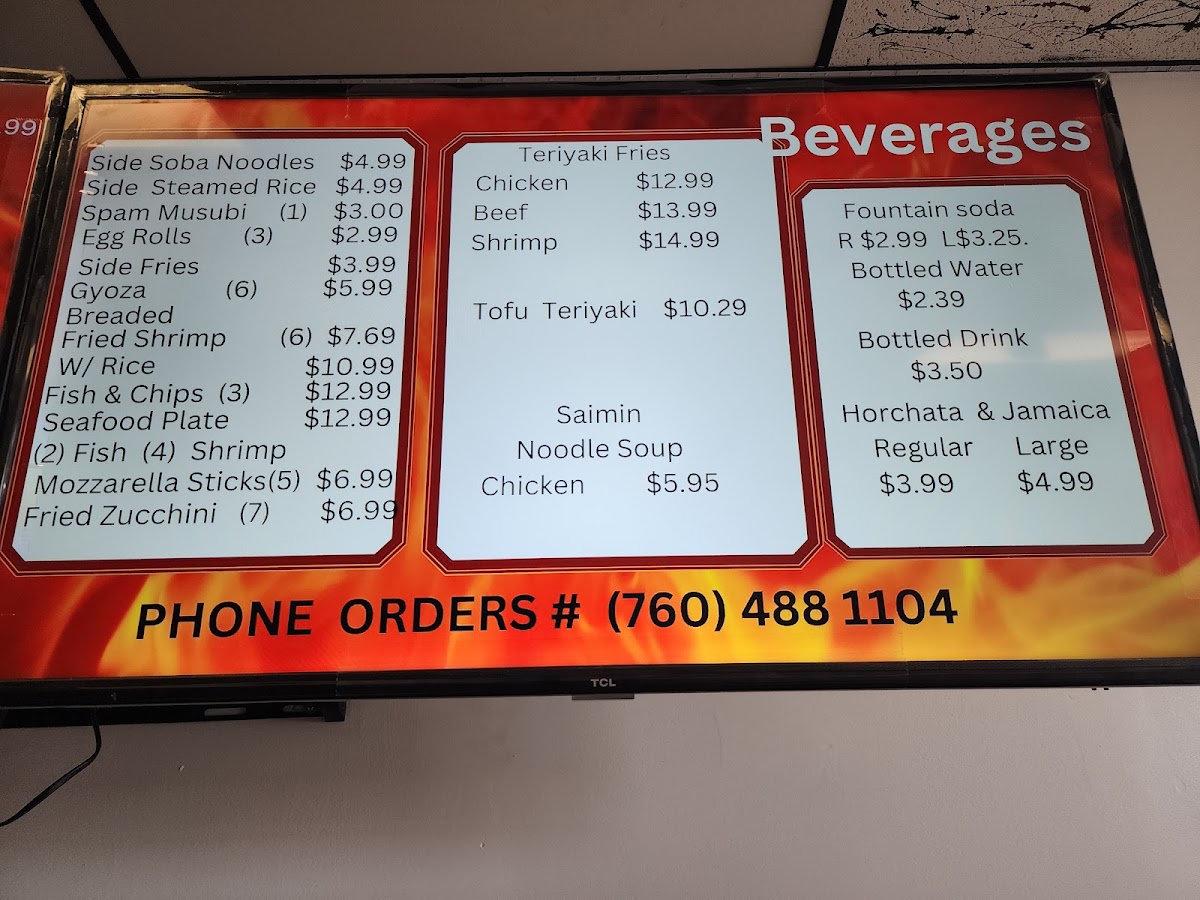 .99
Side Soba Noodles $4.99
Side Steamed Rice $4.99
Spam Musubi (1) $3.00
Egg Rolls (3) $2.99
Side Fries $3.99
Gyoza (6) $5.99
Breaded
Fried Shrimp (6) $7.69
W/ Rice $10.99
Fish & Chips (3) $12.99
Seafood Plate $12.99
(2) Fish (4) Shrimp
Mozzarella Sticks(5) $6.99
Fried Zucchini (7) $6.99
Teriyaki Fries
Chicken $12.99
Beef $13.99
Shrimp $14.99
Tofu Teriyaki $10.29
Saimin
Noodle Soup
Chicken $5.95
Beverages
Fountain soda
R $2.99 L$3.25.
Bottled Water
$2.39
Bottled Drink
$3.50
Horchata & Jamaica
Regular Large
$3.99 $4.99
PHONE ORDERS # (760) 488 1104
TCL